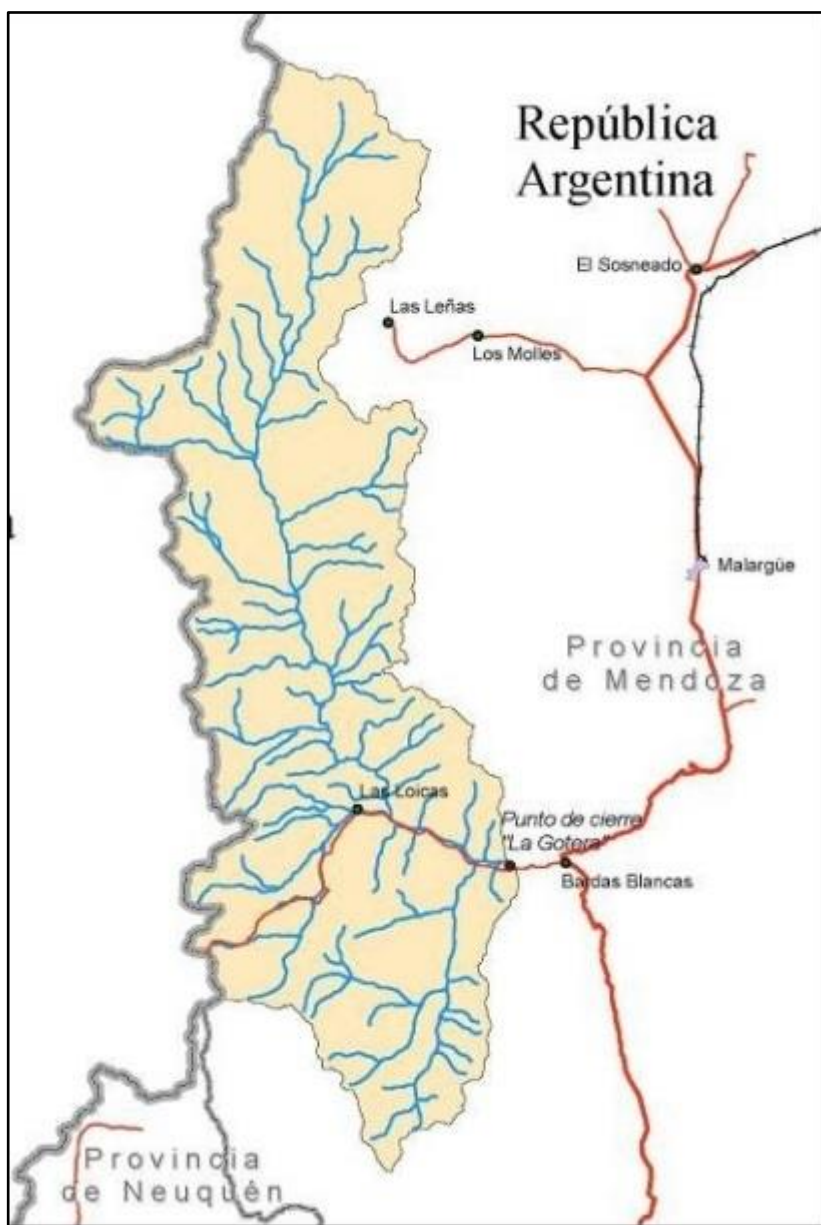 República
Argentina
El Sosneado
Las Leñas
Los Molles
Malargüe
Provincia
de Mendoza
Las Loicas
Punto de cierre
"La Gotera"
Bardas Blancas
Provincia
de Neuquén